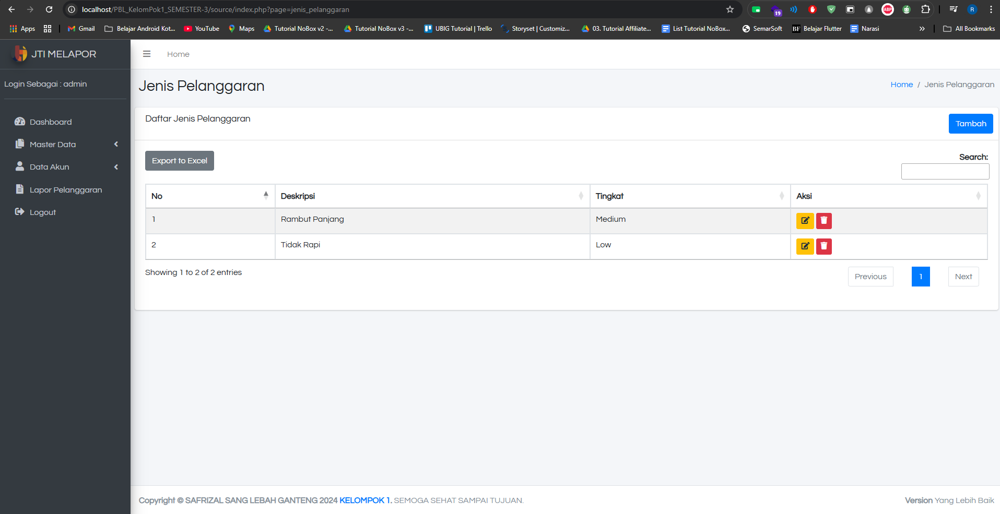 localhost/PBL_KelomPok1_SEMESTER-3/source/index.php?page=jenis_pelanggaran
19
ABP
R
Apps
Gmail
Belajar Android Kot...
YouTube
Maps
Tutorial NoBox v2 -...
Tutorial NoBox v3 -...
UBIG Tutorial | Trello
Storyset | Customiz...
03. Tutorial Affiliate...
List Tutorial NoBox...
SemarSoft
BF Belajar Flutter
Narasi
All Bookmarks
JTI MELAPOR
Home
Login Sebagai : admin
Jenis Pelanggaran
Home / Jenis Pelanggaran
Dashboard
Master Data
Data Akun
Lapor Pelanggaran
Logout
Daftar Jenis Pelanggaran
Tambah
Export to Excel
Search:
No Deskripsi Tingkat Aksi
1 Rambut Panjang Medium
2 Tidak Rapi Low
Showing 1 to 2 of 2 entries
Previous 1 Next
Copyright © SAFRIZAL SANG LEBAH GANTENG 2024 KELOMPOK 1. SEMOGA SEHAT SAMPAI TUJUAN.
Version Yang Lebih Baik